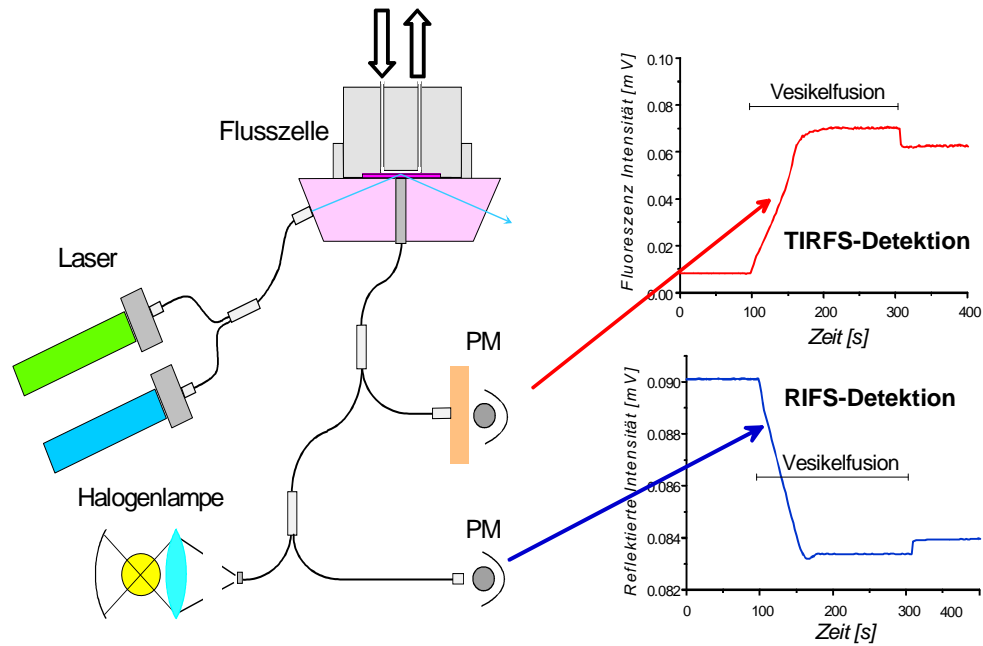 Flusszelle
Laser
Halogenlampe
PM
PM
Fluoreszenz Intensität [mV]
0.10
0.08
0.06
0.04
0.02
0.00
Vesikelfusion
TIRFS-Detektion
0 100 200 300 400
Zeit [s]
Reflektierte Intensität [mV]
0.090
0.088
0.086
0.084
0.082
RIFS-Detektion
Vesikelfusion
0 100 200 300 400
Zeit [s]